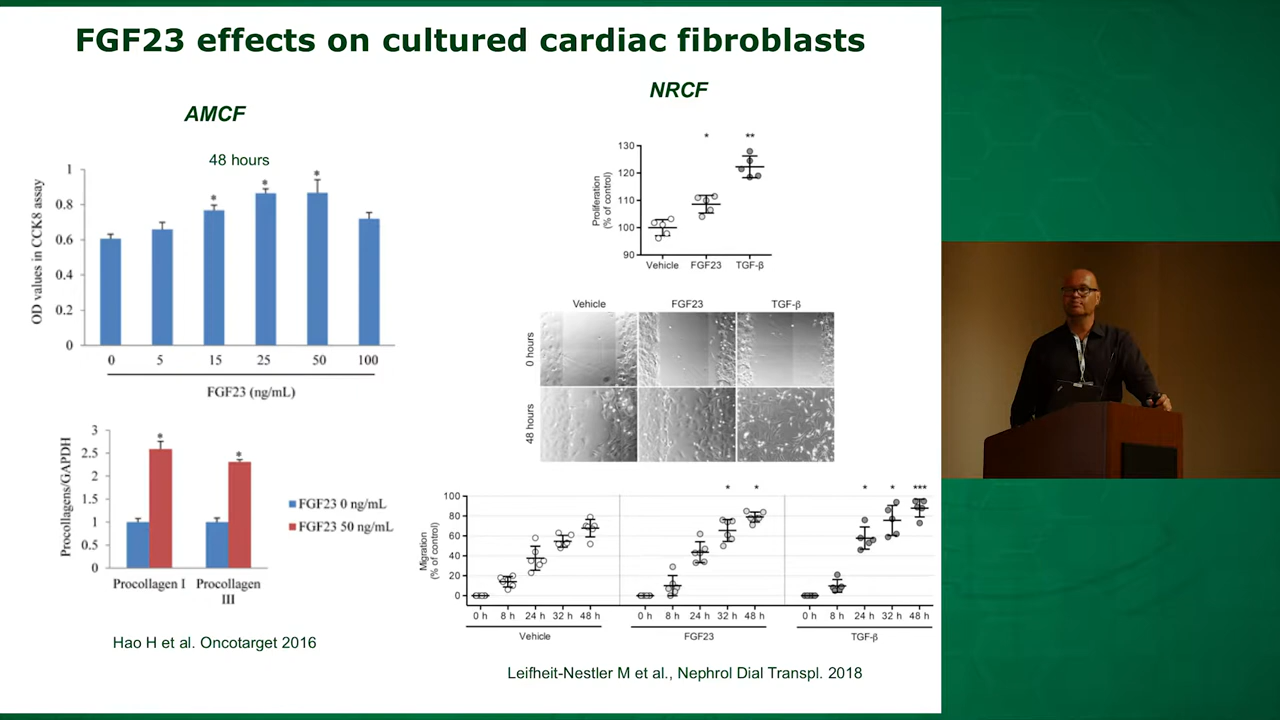 FGF23 effects on cultured cardiac fibroblasts
AMCF
48 hours
OD values in CCK8 assay
1
0.8
0.6
0.4
0.2
0
* * *
0 5 15 25 50 100
FGF23 (ng/mL)
Procollagens/GAPDH
3
2.5
2
1.5
1
0.5
0
* *
Procollagen I Procollagen
III
FGF23 0 ng/mL
FGF23 50 ng/mL
Hao H et al. Oncotarget 2016
NRCF
Proliferation
(% of control)
130
120
110
100
90
* **
Vehicle FGF23 TGF-β
Vehicle FGF23 TGF-β
0 hours
48 hours
Migration
(% of control)
100
80
60
40
20
0
* * * * ***
0 h 8 h 24 h 32 h 48 h 0 h 8 h 24 h 32 h 48 h 0 h 8 h 24 h 32 h 48 h
Vehicle FGF23 TGF-β
Leifheit-Nestler M et al., Nephrol Dial Transpl. 2018